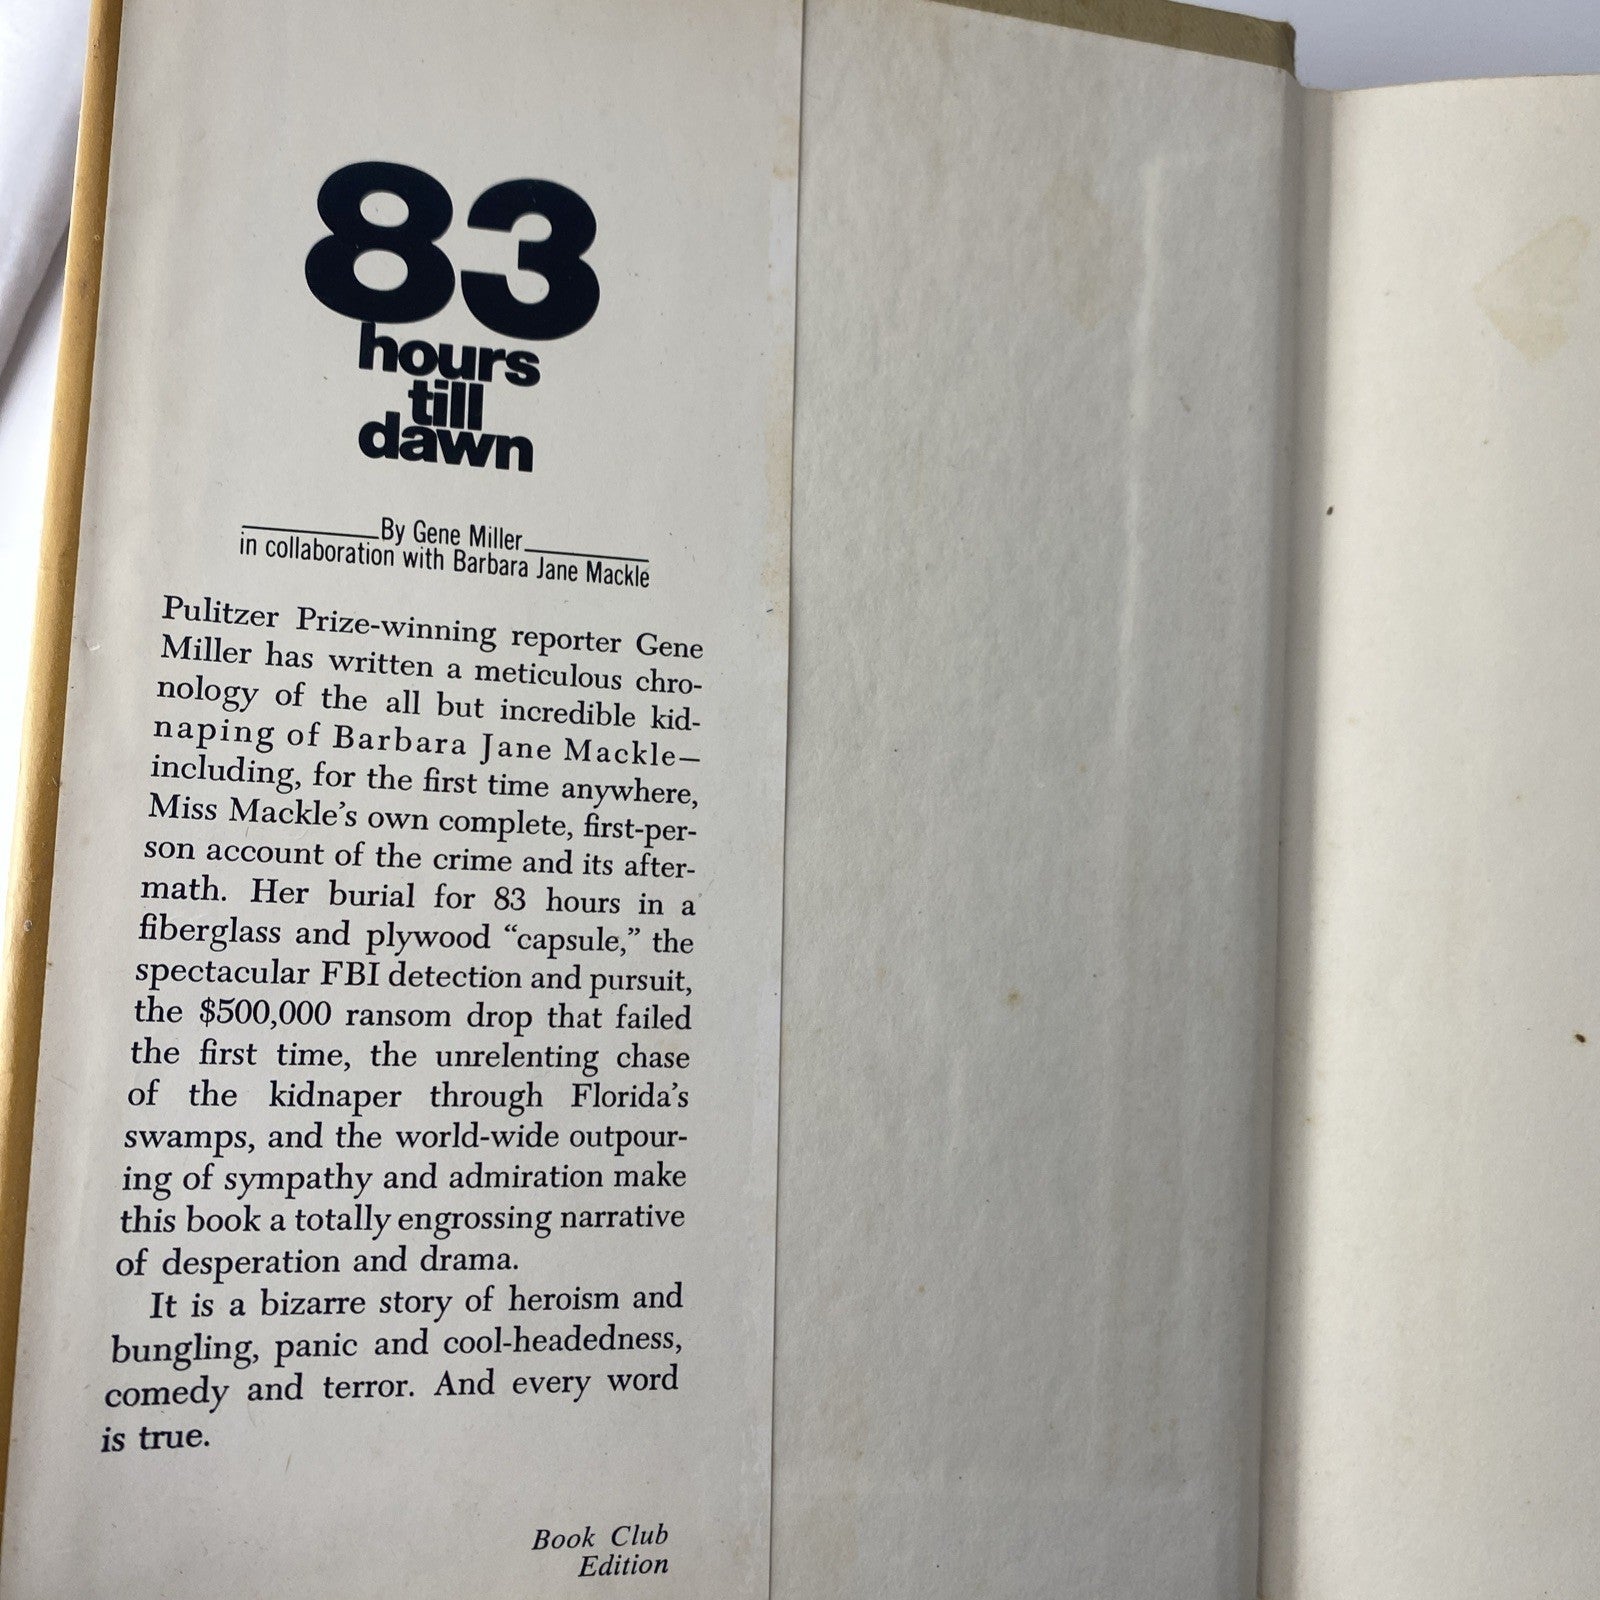 83
hours
till
dawn
By Gene Miller
in collaboration with Barbara Jane Mackle
Pulitzer Prize-winning reporter Gene
Miller has written a meticulous chro-
nology of the all but incredible kid-
naping of Barbara Jane Mackle—
including, for the first time anywhere,
Miss Mackle's own complete, first-per-
son account of the crime and its after-
math. Her burial for 83 hours in a
fiberglass and plywood “capsule,” the
spectacular FBI detection and pursuit,
the $500,000 ransom drop that failed
the first time, the unrelenting chase
of the kidnaper through Florida's
swamps, and the world-wide outpour-
ing of sympathy and admiration make
this book a totally engrossing narrative
of desperation and drama.
It is a bizarre story of heroism and
bungling, panic and cool-headedness,
comedy and terror. And every word
is true.
Book Club
Edition